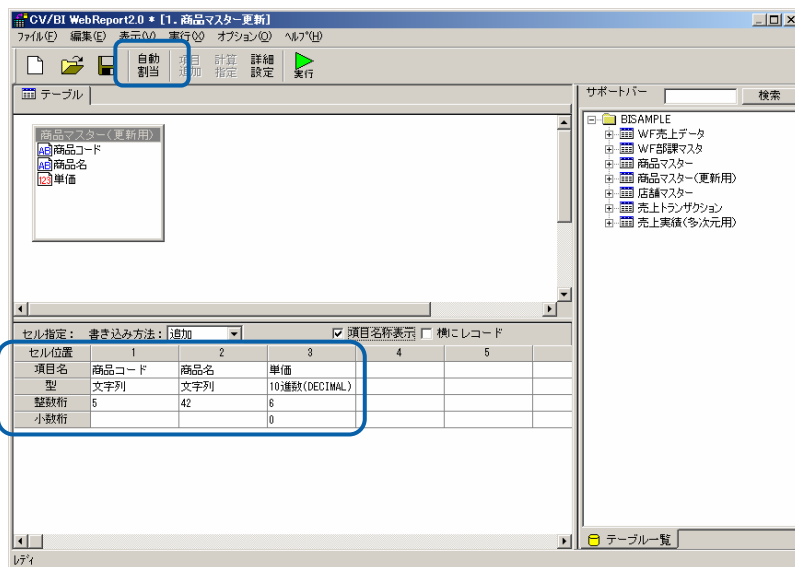 CV/BI WebReport2.0 * [1. 商品マスター更新]
ファイル(F) 編集(E) 表示(V) 実行(X) オプション(O) ヘルプ(H)
自動割当 項目追加 計算指定 詳細設定 実行
テーブル
商品マスター(更新用)
商品コード
商品名
単価
サポートバー 検索
BISAMPLE
WF売上データ
WF部課マスタ
商品マスター
商品マスター(更新用)
店舗マスター
売上トランザクション
売上実績(多次元用)
セル指定: 書き込み方法: 追加 項目名称表示 横にレコード
セル位置 1 2 3 4 5
項目名 商品コード 商品名 単価
型 文字列 文字列 10進数(DECIMAL)
整数桁 5 42 6
小数桁 0
テーブル一覧
レディ